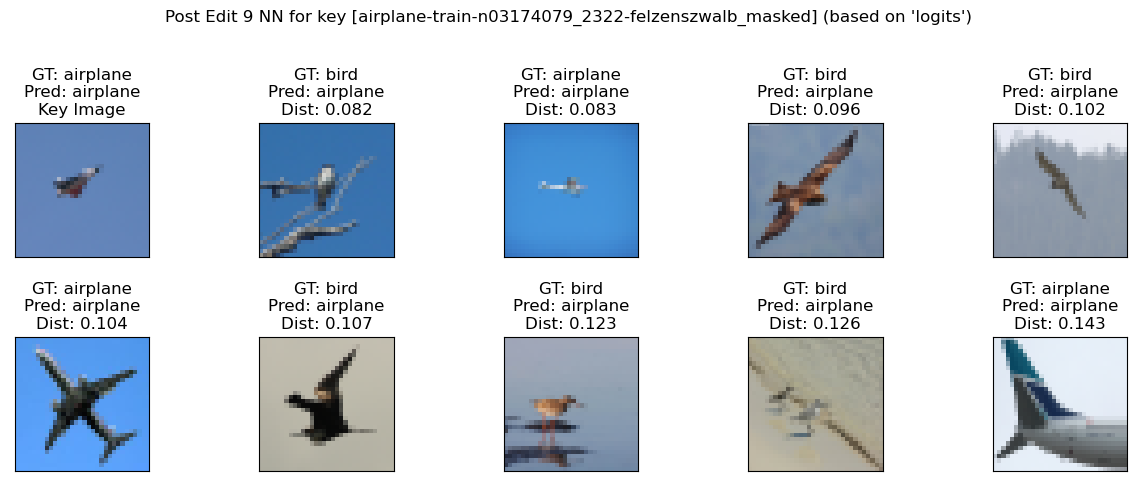 Post Edit 9 NN for key [airplane-train-n03174079_2322-felzenszwalb_masked] (based on 'logits')
GT: airplane
Pred: airplane
Key Image
GT: bird
Pred: airplane
Dist: 0.082
GT: airplane
Pred: airplane
Dist: 0.083
GT: bird
Pred: airplane
Dist: 0.096
GT: bird
Pred: airplane
Dist: 0.102
GT: airplane
Pred: airplane
Dist: 0.104
GT: bird
Pred: airplane
Dist: 0.107
GT: bird
Pred: airplane
Dist: 0.123
GT: bird
Pred: airplane
Dist: 0.126
GT: airplane
Pred: airplane
Dist: 0.143